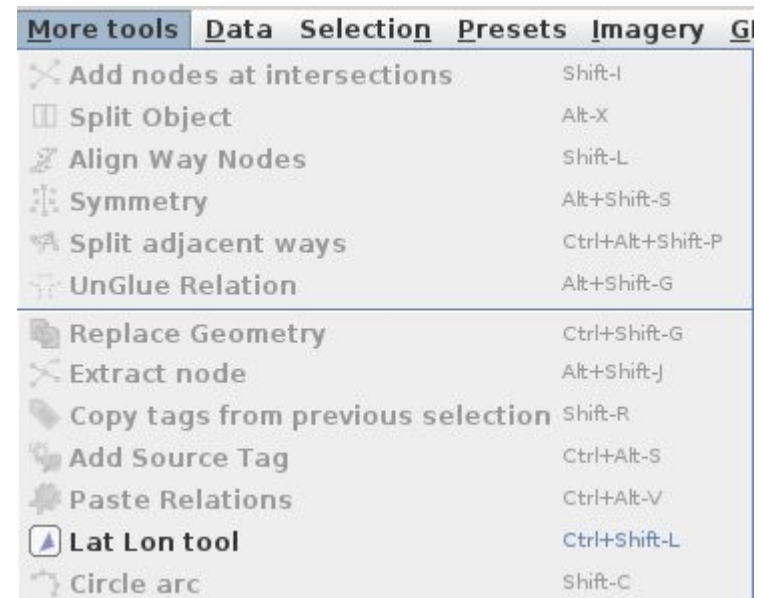 More tools Data Selection Presets Imagery
Add nodes at intersections Shift-I
Split Object Alt-X
Align Way Nodes Shift-L
Symmetry Alt+Shift-S
Split adjacent ways Ctrl+Alt+Shift-P
UnGlue Relation Alt+Shift-G
Replace Geometry Ctrl+Shift-G
Extract node Alt+Shift-J
Copy tags from previous selection Shift-R
Add Source Tag Ctrl+Alt-S
Paste Relations Ctrl+Alt-V
Lat Lon tool Ctrl+Shift-L
Circle arc Shift-C